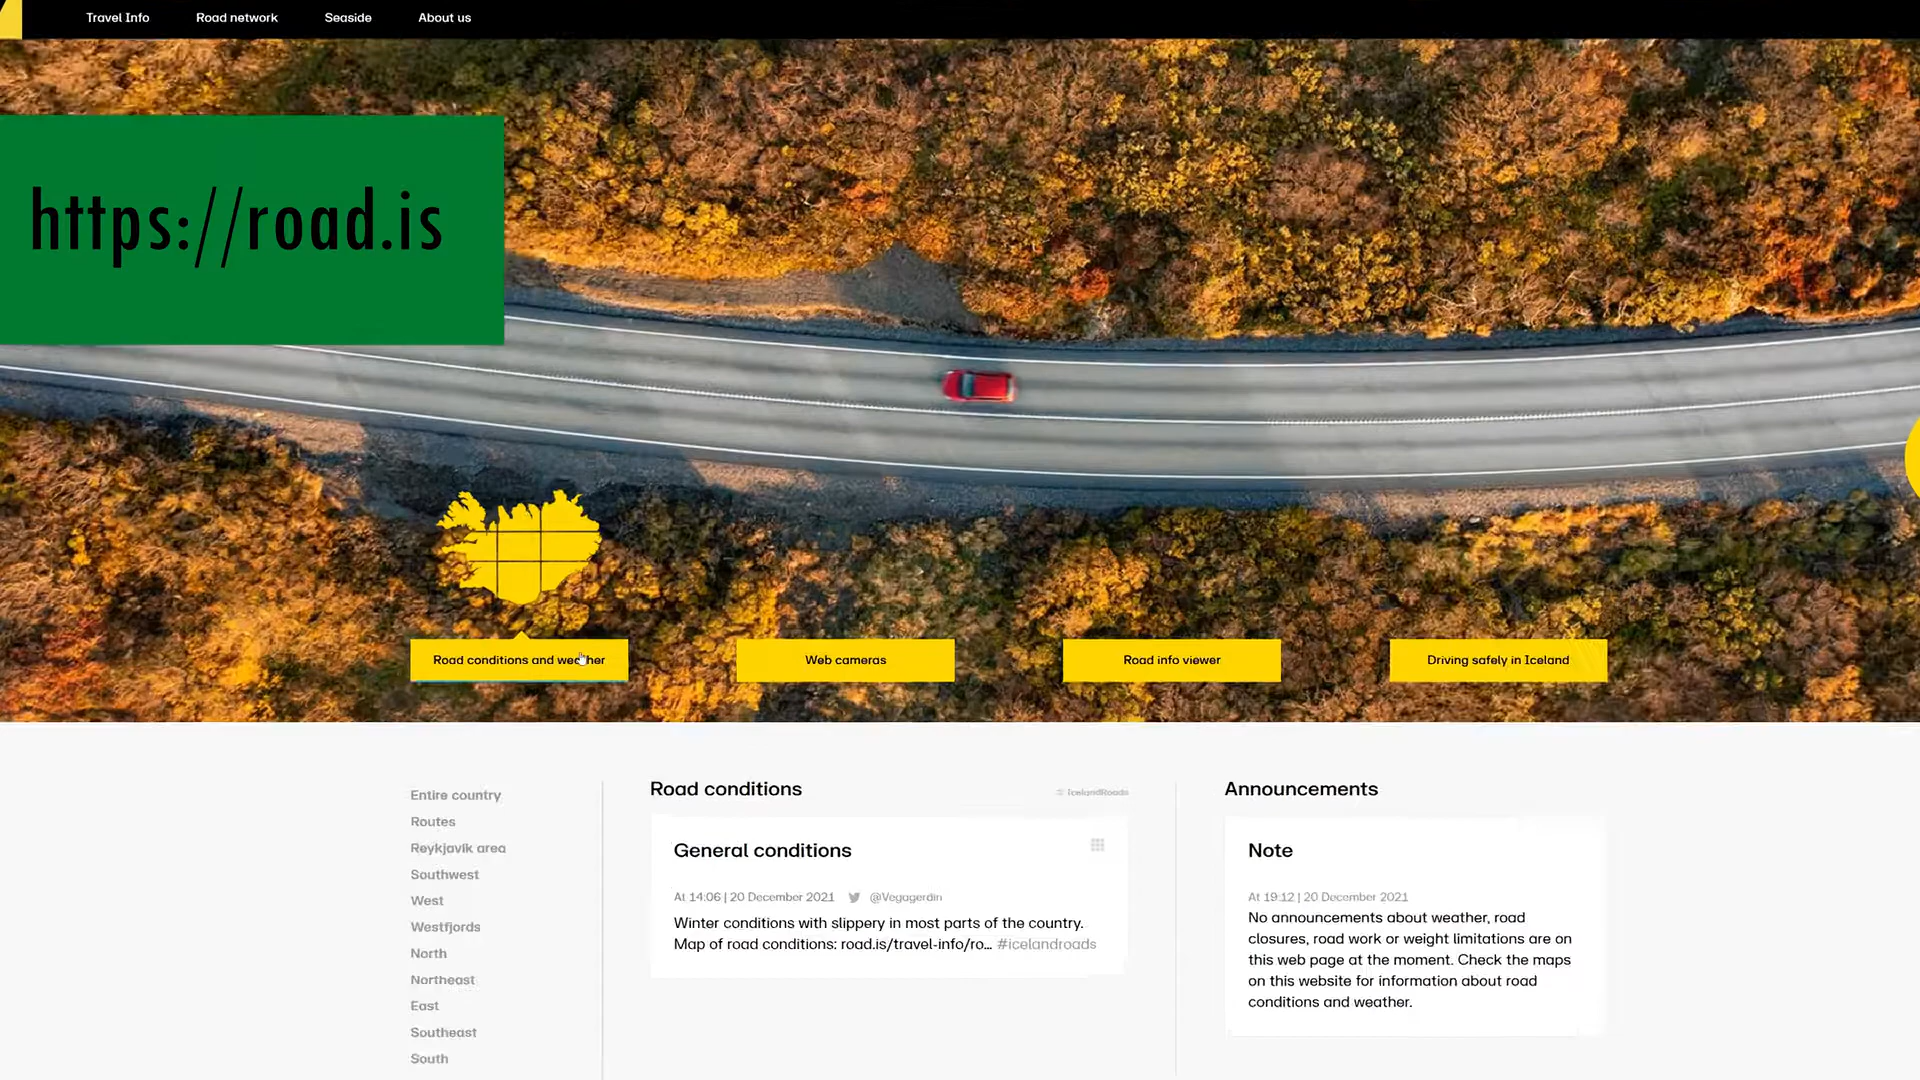 Travel Info
Road network
Seaside
About us
https://road.is
Road conditions and weather
Web cameras
Road info viewer
Driving safely in Iceland
Entire country
Routes
Reykjavík area
Southwest
West
Westfjords
North
Northeast
East
Southeast
South
Road conditions
# IcelandRoads
General conditions
At 14:06 | 20 December 2021 @Vegagerdin
Winter conditions with slippery in most parts of the country.
Map of road conditions: road.is/travel-info/ro... #icelandroads
Announcements
Note
At 19:12 | 20 December 2021
No announcements about weather, road
closures, road work or weight limitations are on
this web page at the moment. Check the maps
on this website for information about road
conditions and weather.